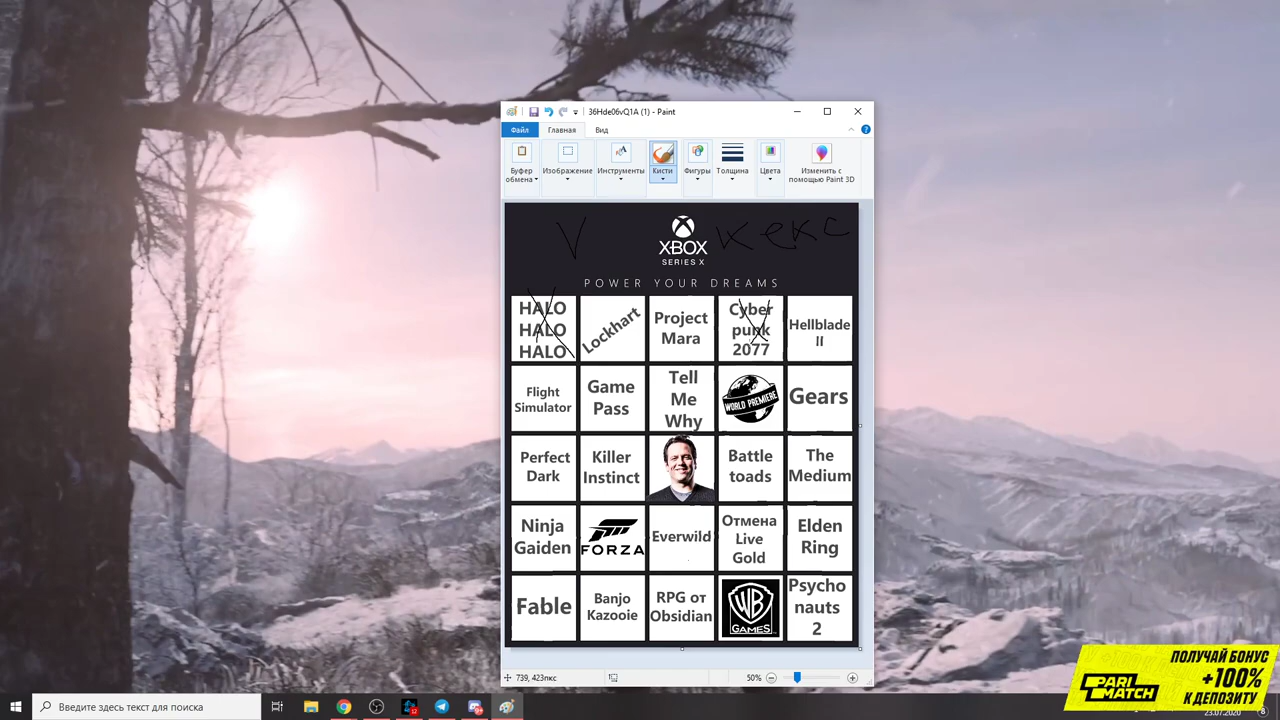 36Hde06vQ1A (1) - Paint
Файл Главная Вид
Буфер обмена
Изображение
Инструменты
Кисти
Фигуры
Толщина
Цвета
Изменить с помощью Paint 3D
V
кекс
XBOX
SERIES X
POWER YOUR DREAMS
HALO
HALO
HALO
Lockhart
Project
Mara
Cyber
punk
2077
Hellblade
II
Flight
Simulator
Game
Pass
Tell
Me
Why
WORLD PREMIERE
Gears
Perfect
Dark
Killer
Instinct
Battle
toads
The
Medium
Ninja
Gaiden
FORZA
Everwild
Отмена
Live
Gold
Elden
Ring
Fable
Banjo
Kazooie
RPG от
Obsidian
WB
GAMES
Psycho
nauts
2
739, 423пкс
50%
Введите здесь текст для поиска
PARI
MATCH
ПОЛУЧАЙ БОНУС
+100%
К ДЕПОЗИТУ
23.07.2020